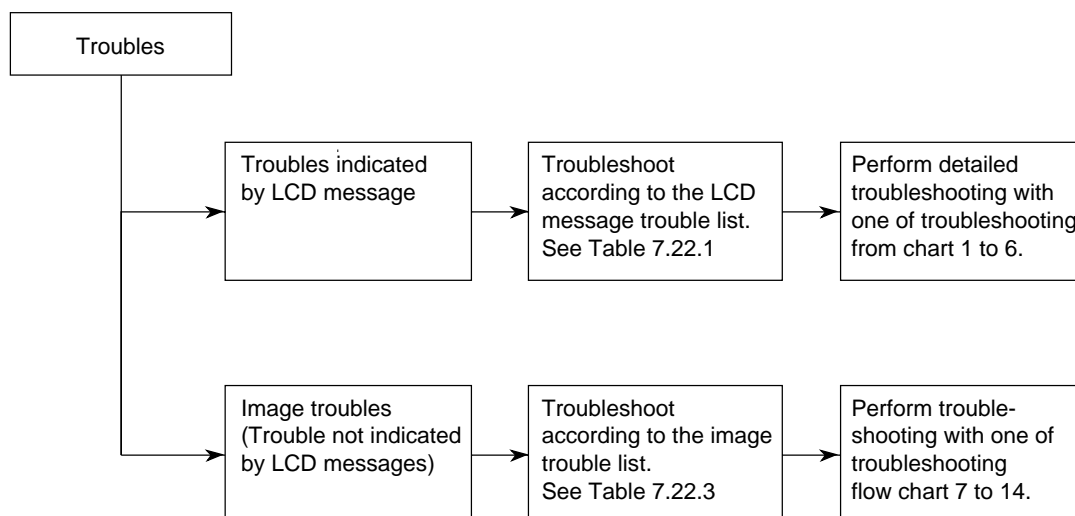 Troubles
Troubles indicated
by LCD message
Troubleshoot
according to the LCD
message trouble list.
See Table 7.22.1
Perform detailed
troubleshooting with
one of troubleshooting
from chart 1 to 6.
Image troubles
(Trouble not indicated
by LCD messages)
Troubleshoot
according to the image
trouble list.
See Table 7.22.3
Perform trouble-
shooting with one of
troubleshooting
flow chart 7 to 14.